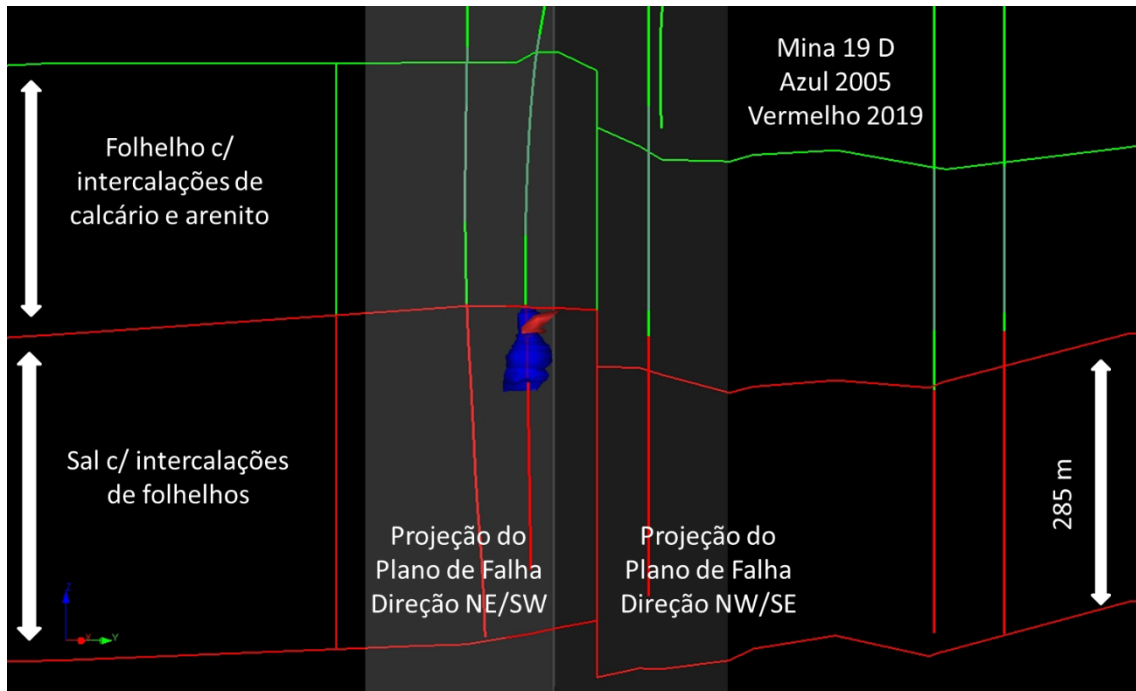 Mina 19 D
Azul 2005
Vermelho 2019
Folhelho c/
intercalações de
calcário e arenito
Sal c/ intercalações
de folhelhos
Projeção do
Plano de Falha
Direção NE/SW
Projeção do
Plano de Falha
Direção NW/SE
285 m
Z
X
Y